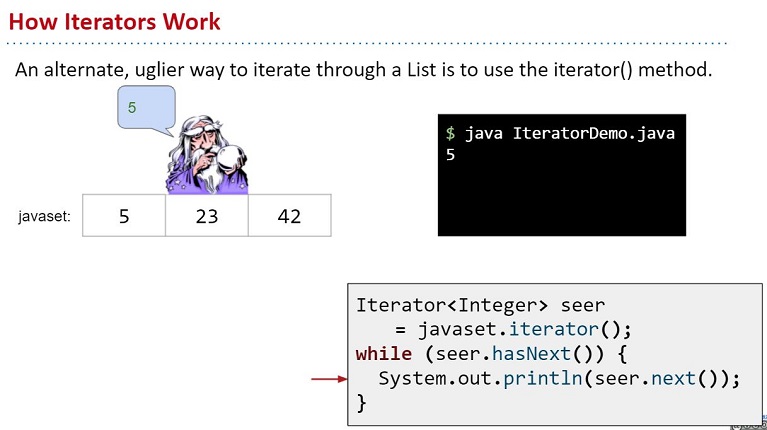 How Iterators Work
An alternate, uglier way to iterate through a List is to use the iterator() method.
5
$ java IteratorDemo.java
5
javaset:
5
23
42
Iterator<Integer> seer
= javaset.iterator();
while (seer.hasNext()) {
System.out.println(seer.next());
}